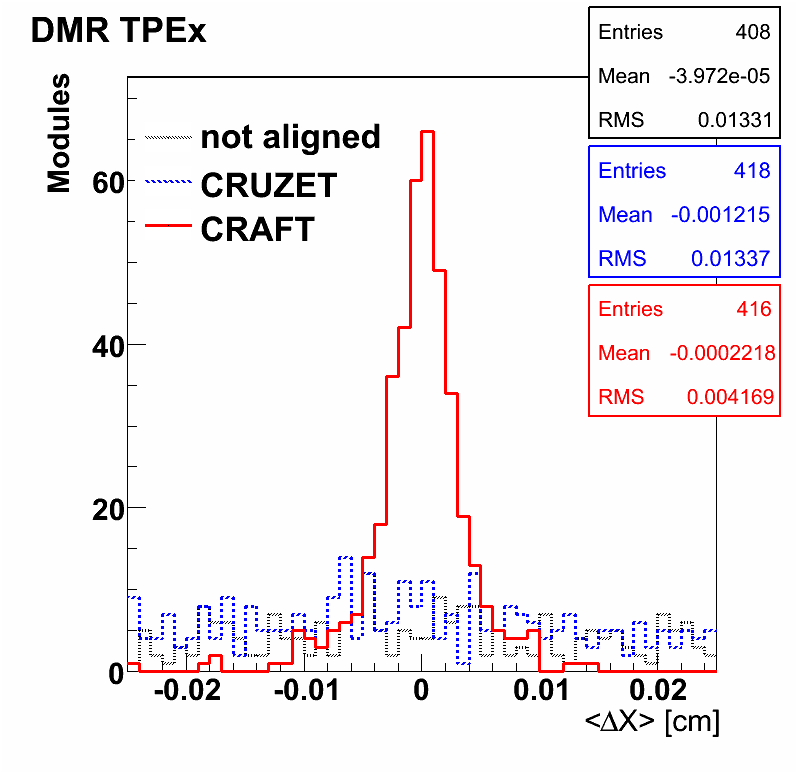 DMR TPEx
Entries 408
Mean -3.972e-05
RMS 0.01331
Entries 418
Mean -0.001215
RMS 0.01337
Entries 416
Mean -0.0002218
RMS 0.004169
Modules
not aligned
CRUZET
CRAFT
60
40
20
0
-0.02 -0.01 0 0.01 0.02
<ΔX> [cm]